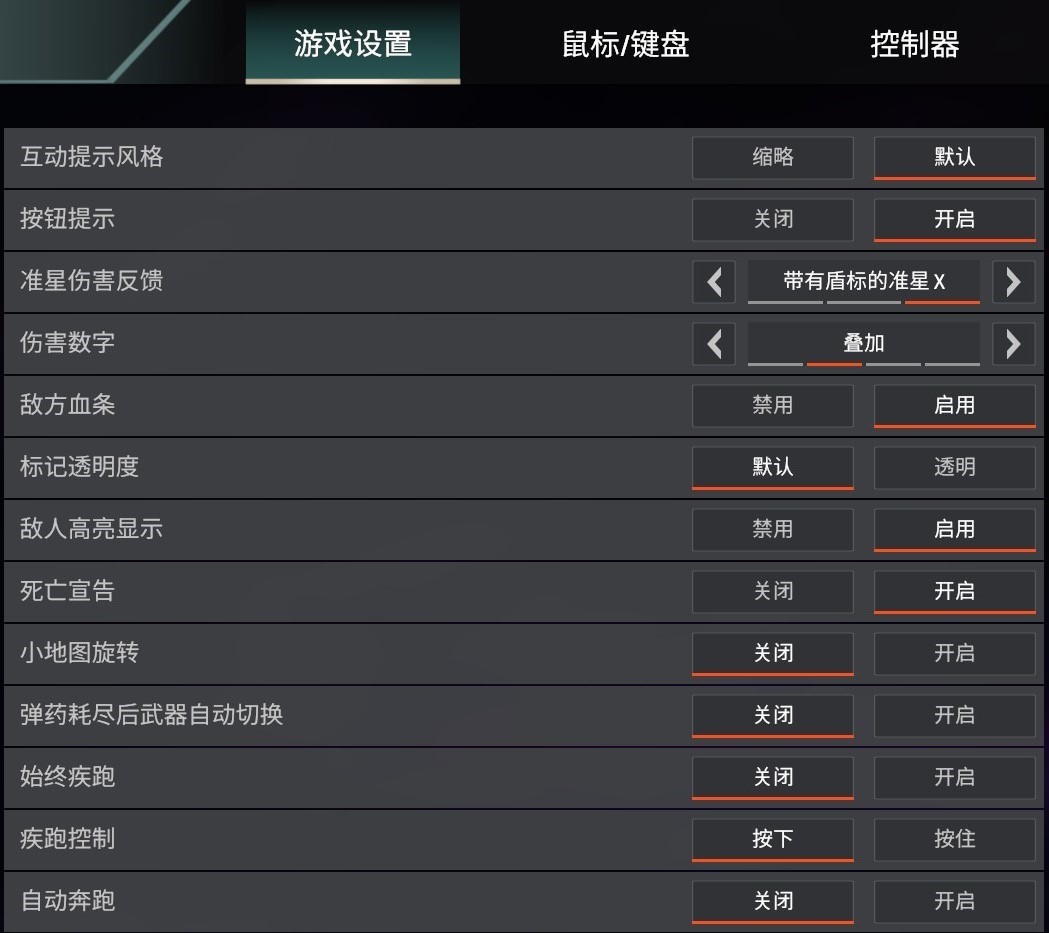 游戏设置 鼠标/键盘 控制器
互动提示风格 缩略 默认
按钮提示 关闭 开启
准星伤害反馈 带有盾标的准星 X
伤害数字 叠加
敌方血条 禁用 启用
标记透明度 默认 透明
敌人高亮显示 禁用 启用
死亡宣告 关闭 开启
小地图旋转 关闭 开启
弹药耗尽后武器自动切换 关闭 开启
始终疾跑 关闭 开启
疾跑控制 按下 按住
自动奔跑 关闭 开启